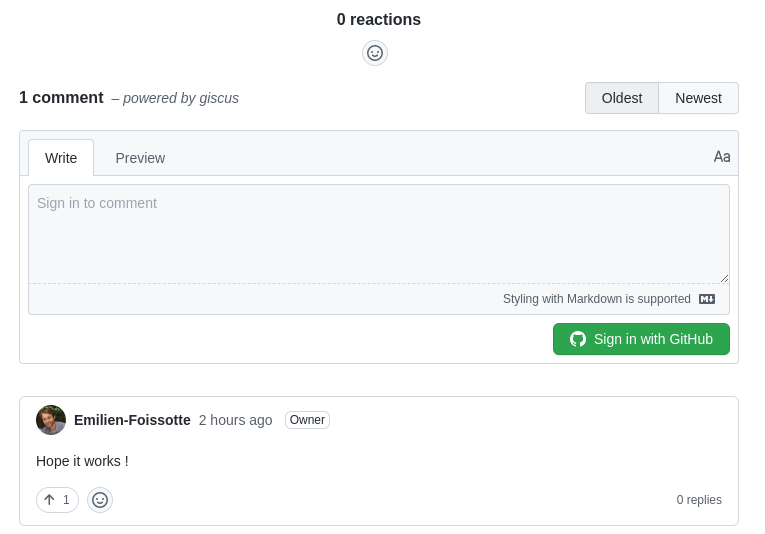 0 reactions
1 comment – powered by giscus
Oldest Newest
Write Preview Aa
Sign in to comment
Styling with Markdown is supported
Sign in with GitHub
Emilien-Foissotte 2 hours ago Owner
Hope it works !
1 0 replies